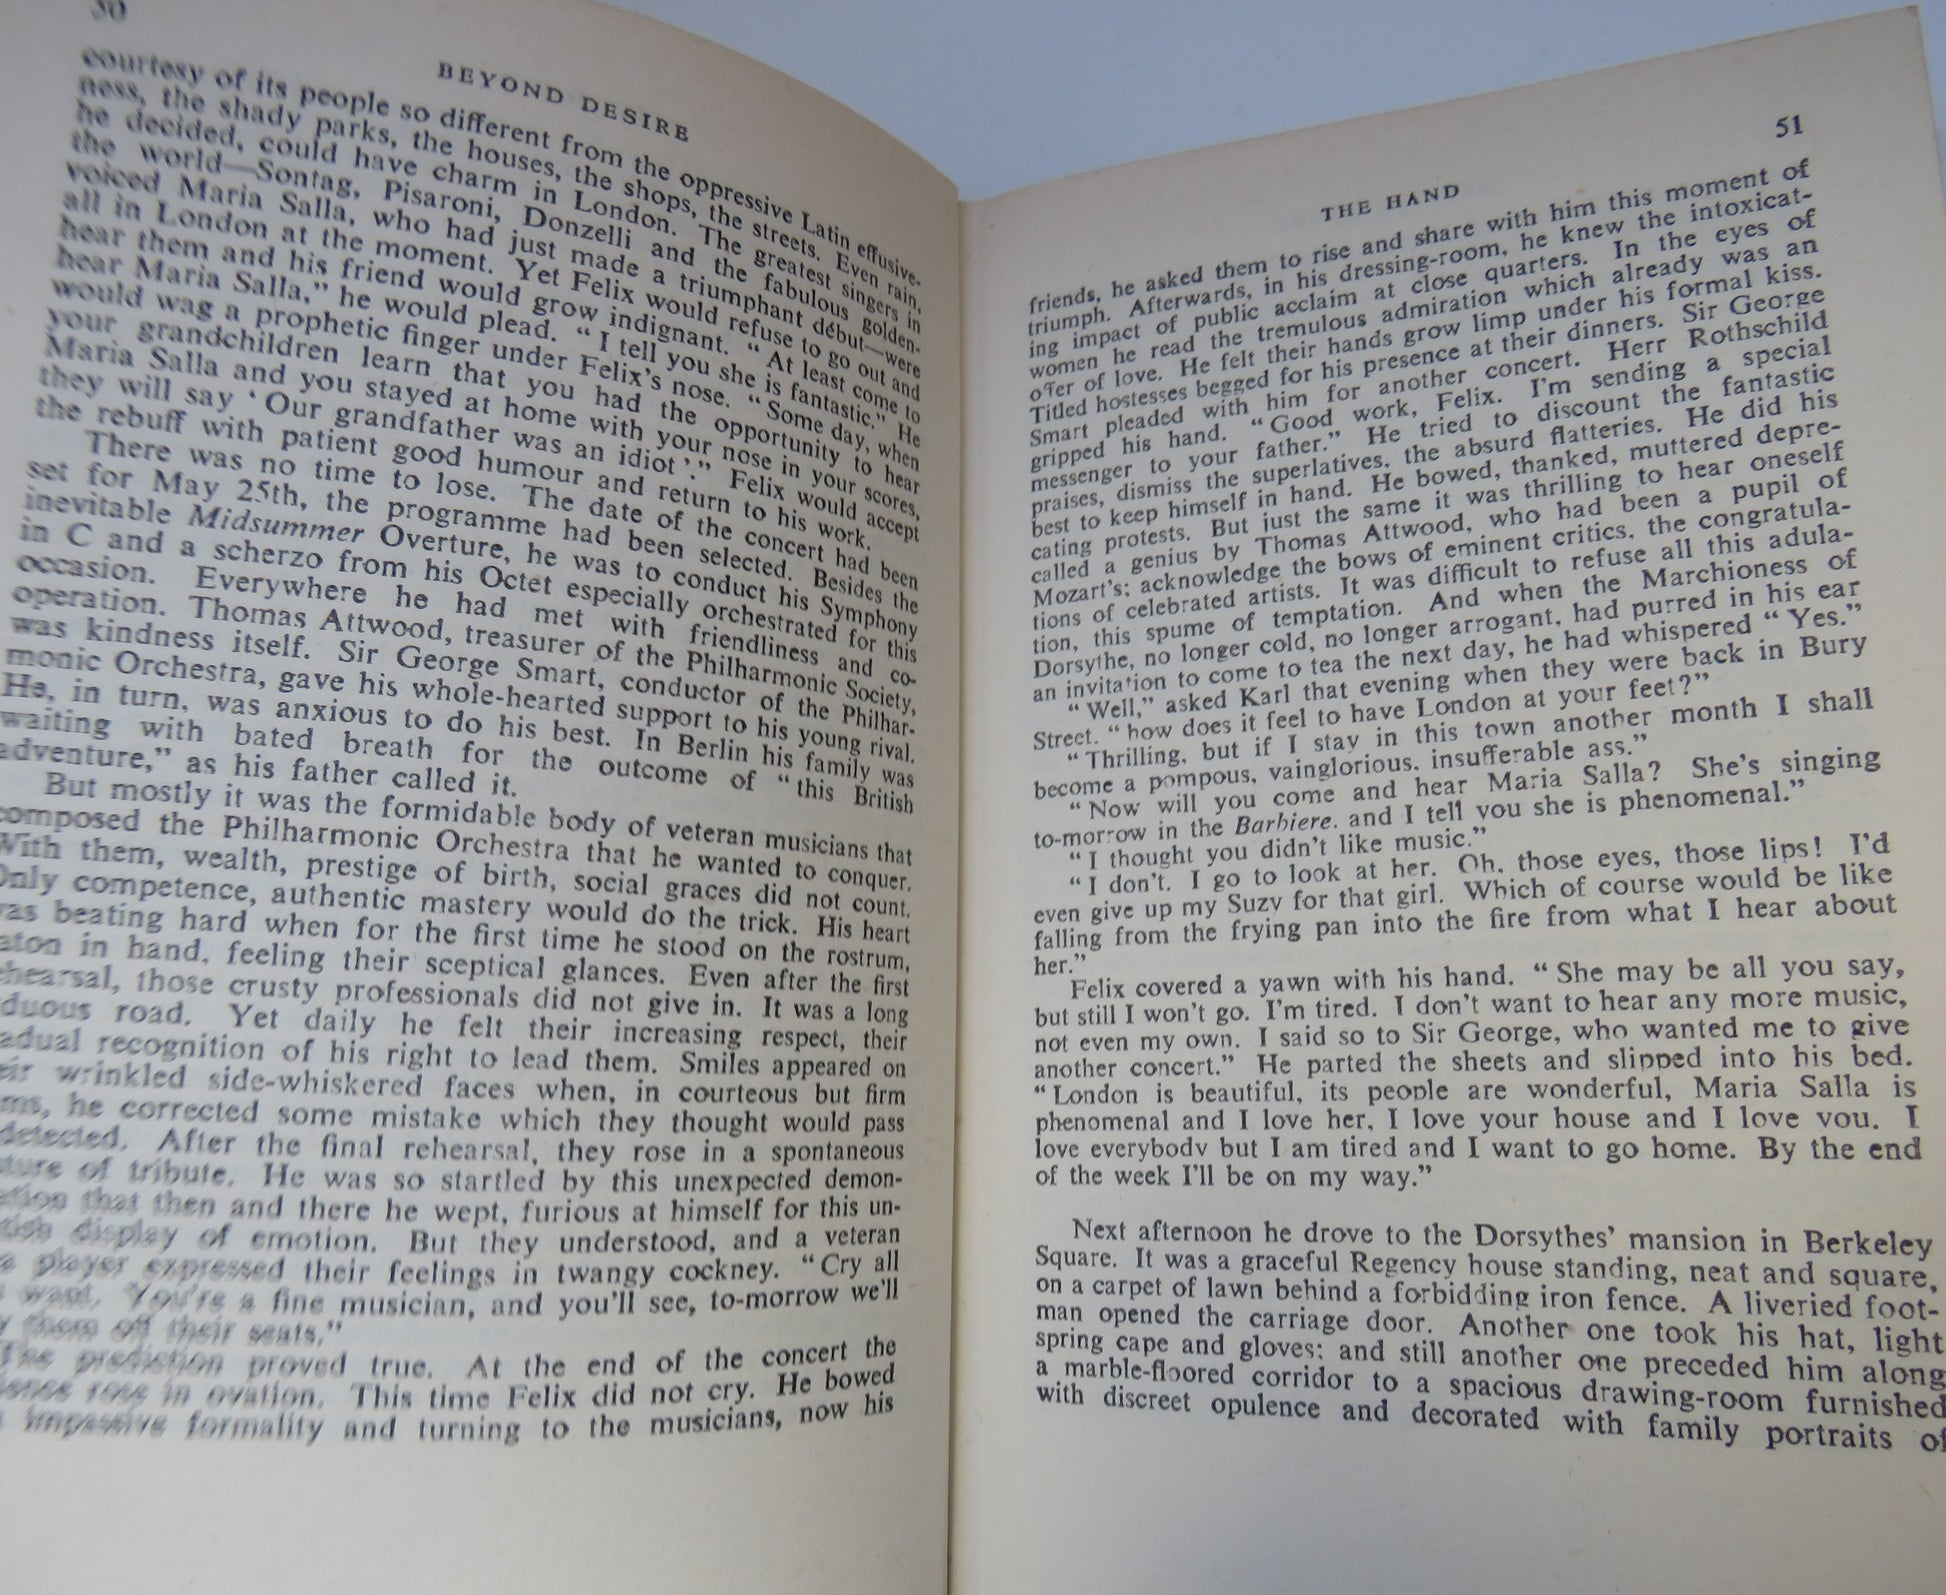 50
BEYOND DESIRE
courtesy of its people so different from the oppressive Latin effusive-
ness, the shady parks, the houses, the shops, the streets. Even rain,
he decided, could have charm in London. The greatest singers in
the world—Sontag, Pisaroni, Donzelli and the fabulous golden-
voiced Maria Salla, who had just made a triumphant début—were
all in London at the moment. Yet Felix would refuse to go out and
hear them and his friend would grow indignant. "At least come to
hear Maria Salla," he would plead. "I tell you she is fantastic." He
would wag a prophetic finger under Felix's nose. "Some day, when
your grandchildren learn that you had the opportunity to hear
Maria Salla and you stayed at home with your nose in your scores,
they will say 'Our grandfather was an idiot'." Felix would accept
the rebuff with patient good humour and return to his work.
There was no time to lose. The date of the concert had been
set for May 25th, the programme had been selected. Besides the
inevitable Midsummer Overture, he was to conduct his Symphony
in C and a scherzo from his Octet especially orchestrated for this
occasion. Everywhere he had met with friendliness and co-
operation. Thomas Attwood, treasurer of the Philharmonic Society,
was kindness itself. Sir George Smart, conductor of the Philhar-
monic Orchestra, gave his whole-hearted support to his young rival.
He, in turn, was anxious to do his best. In Berlin his family was
waiting with bated breath for the outcome of "this British
adventure," as his father called it.
But mostly it was the formidable body of veteran musicians that
composed the Philharmonic Orchestra that he wanted to conquer.
With them, wealth, prestige of birth, social graces did not count.
Only competence, authentic mastery would do the trick. His heart
was beating hard when for the first time he stood on the rostrum,
aton in hand, feeling their sceptical glances. Even after the first
ehearsal, those crusty professionals did not give in. It was a long
duous road. Yet daily he felt their increasing respect, their
adual recognition of his right to lead them. Smiles appeared on
eir wrinkled side-whiskered faces when, in courteous but firm
ms, he corrected some mistake which they thought would pass
detected. After the final rehearsal, they rose in a spontaneous
ture of tribute. He was so startled by this unexpected demon-
ation that then and there he wept, furious at himself for this un-
display of emotion. But they understood, and a veteran
a player expressed their feelings in twangy cockney. "Cry all
want. You're a fine musician, and you'll see, to-morrow we'll
them off their seats."
The prediction proved true. At the end of the concert the
rose in ovation. This time Felix did not cry. He bowed
impassive formality and turning to the musicians, now his
51
THE HAND
friends, he asked them to rise and share with him this moment of
triumph. Afterwards, in his dressing-room, he knew the intoxicat-
ing impact of public acclaim at close quarters. In the eyes of
women he read the tremulous admiration which already was an
offer of love. He felt their hands grow limp under his formal kiss.
Titled hostesses begged for his presence at their dinners. Sir George
Smart pleaded with him for another concert. Herr Rothschild
gripped his hand. "Good work, Felix. I'm sending a special
messenger to your father." He tried to discount the fantastic
praises, dismiss the superlatives, the absurd flatteries. He did his
best to keep himself in hand. He bowed, thanked, muttered depre-
cating protests. But just the same it was thrilling to hear oneself
called a genius by Thomas Attwood, who had been a pupil of
Mozart's; acknowledge the bows of eminent critics, the congratula-
tions of celebrated artists. It was difficult to refuse all this adula-
tion, this spume of temptation. And when the Marchioness of
Dorsythe, no longer cold, no longer arrogant, had purred in his ear
an invitation to come to tea the next day, he had whispered "Yes."
"Well," asked Karl that evening when they were back in Bury
Street, "how does it feel to have London at your feet?"
"Thrilling, but if I stay in this town another month I shall
become a pompous, vainglorious, insufferable ass."
"Now will you come and hear Maria Salla? She's singing
to-morrow in the Barbiere, and I tell you she is phenomenal."
"I thought you didn't like music."
"I don't. I go to look at her. Oh, those eyes, those lips! I'd
even give up my Suzy for that girl. Which of course would be like
falling from the frying pan into the fire from what I hear about
her."
Felix covered a yawn with his hand. "She may be all you say,
but still I won't go. I'm tired. I don't want to hear any more music,
not even my own. I said so to Sir George, who wanted me to give
another concert." He parted the sheets and slipped into his bed.
"London is beautiful, its people are wonderful, Maria Salla is
phenomenal and I love her, I love your house and I love you. I
love everybody but I am tired and I want to go home. By the end
of the week I'll be on my way."
Next afternoon he drove to the Dorsythes' mansion in Berkeley
Square. It was a graceful Regency house standing, neat and square,
on a carpet of lawn behind a forbidding iron fence. A liveried foot-
man opened the carriage door. Another one took his hat, light
spring cape and gloves; and still another one preceded him along
a marble-floored corridor to a spacious drawing-room furnished
with discreet opulence and decorated with family portraits of